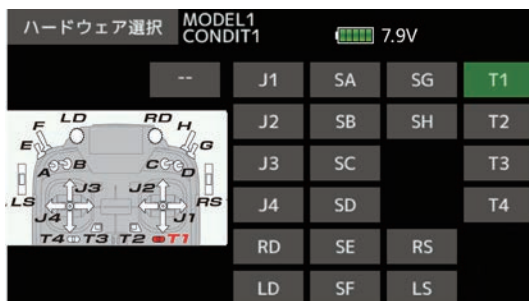 ハードウェア選択 MODEL1
CONDIT1 7.9V
-- J1 SA SG T1
J2 SB SH T2
J3 SC T3
J4 SD T4
RD SE RS
LD SF LS
LD RD
F H
E G
A B C D
J3 J2
LS RS
J4 J1
T4 T3 T2 T1